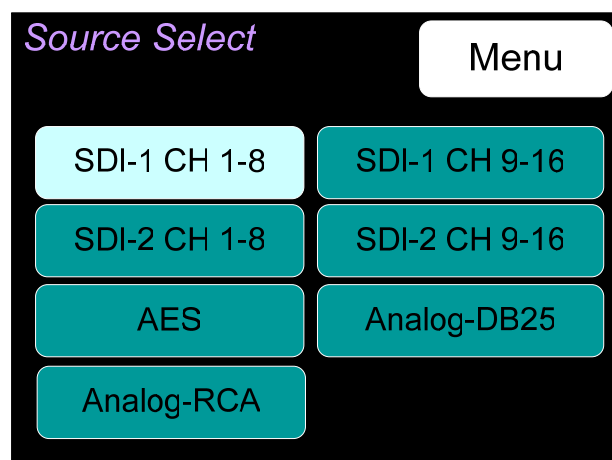 Source Select
Menu
SDI-1 CH 1-8
SDI-1 CH 9-16
SDI-2 CH 1-8
SDI-2 CH 9-16
AES
Analog-DB25
Analog-RCA